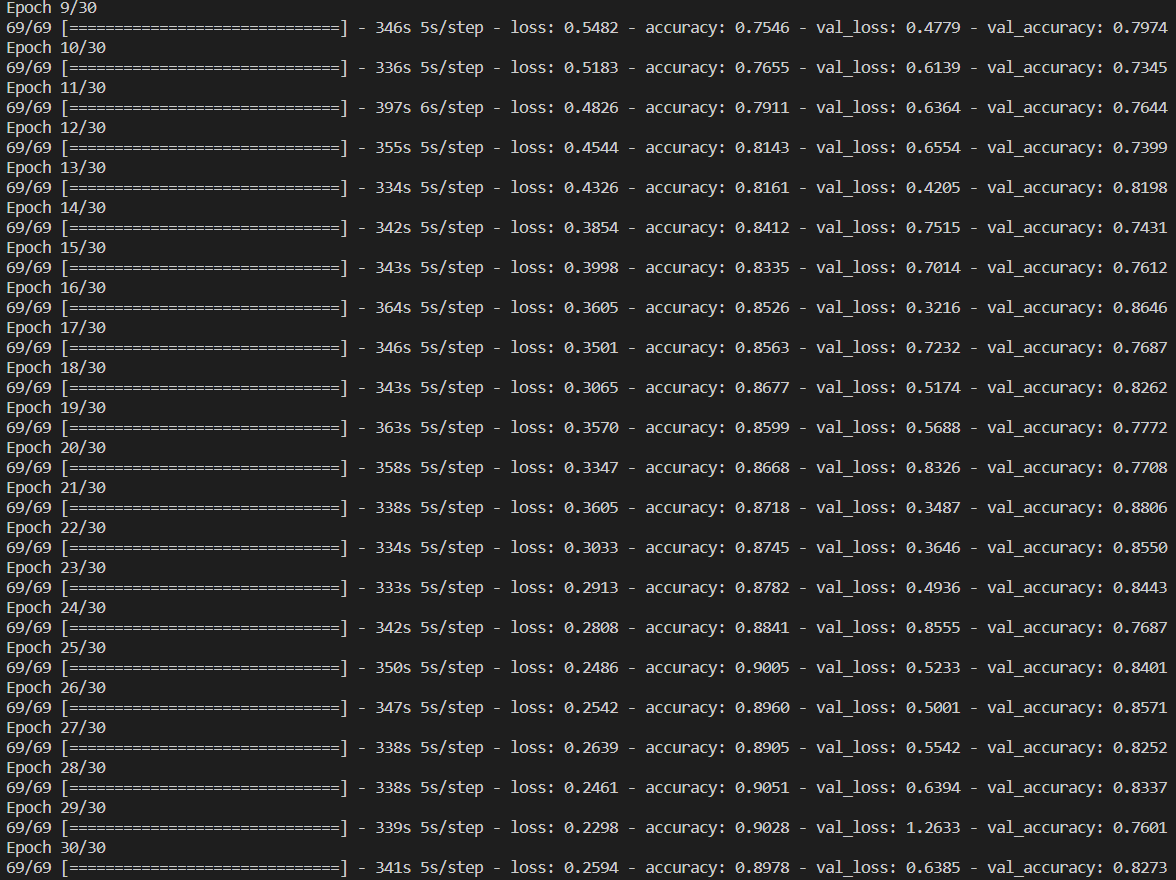 Epoch 9/30
69/69 [==============================] - 346s 5s/step - loss: 0.5482 - accuracy: 0.7546 - val_loss: 0.4779 - val_accuracy: 0.7974
Epoch 10/30
69/69 [==============================] - 336s 5s/step - loss: 0.5183 - accuracy: 0.7655 - val_loss: 0.6139 - val_accuracy: 0.7345
Epoch 11/30
69/69 [==============================] - 397s 6s/step - loss: 0.4826 - accuracy: 0.7911 - val_loss: 0.6364 - val_accuracy: 0.7644
Epoch 12/30
69/69 [==============================] - 355s 5s/step - loss: 0.4544 - accuracy: 0.8143 - val_loss: 0.6554 - val_accuracy: 0.7399
Epoch 13/30
69/69 [==============================] - 334s 5s/step - loss: 0.4326 - accuracy: 0.8161 - val_loss: 0.4205 - val_accuracy: 0.8198
Epoch 14/30
69/69 [==============================] - 342s 5s/step - loss: 0.3854 - accuracy: 0.8412 - val_loss: 0.7515 - val_accuracy: 0.7431
Epoch 15/30
69/69 [==============================] - 343s 5s/step - loss: 0.3998 - accuracy: 0.8335 - val_loss: 0.7014 - val_accuracy: 0.7612
Epoch 16/30
69/69 [==============================] - 364s 5s/step - loss: 0.3605 - accuracy: 0.8526 - val_loss: 0.3216 - val_accuracy: 0.8646
Epoch 17/30
69/69 [==============================] - 346s 5s/step - loss: 0.3501 - accuracy: 0.8563 - val_loss: 0.7232 - val_accuracy: 0.7687
Epoch 18/30
69/69 [==============================] - 343s 5s/step - loss: 0.3065 - accuracy: 0.8677 - val_loss: 0.5174 - val_accuracy: 0.8262
Epoch 19/30
69/69 [==============================] - 363s 5s/step - loss: 0.3570 - accuracy: 0.8599 - val_loss: 0.5688 - val_accuracy: 0.7772
Epoch 20/30
69/69 [==============================] - 358s 5s/step - loss: 0.3347 - accuracy: 0.8668 - val_loss: 0.8326 - val_accuracy: 0.7708
Epoch 21/30
69/69 [==============================] - 338s 5s/step - loss: 0.3605 - accuracy: 0.8718 - val_loss: 0.3487 - val_accuracy: 0.8806
Epoch 22/30
69/69 [==============================] - 334s 5s/step - loss: 0.3033 - accuracy: 0.8745 - val_loss: 0.3646 - val_accuracy: 0.8550
Epoch 23/30
69/69 [==============================] - 333s 5s/step - loss: 0.2913 - accuracy: 0.8782 - val_loss: 0.4936 - val_accuracy: 0.8443
Epoch 24/30
69/69 [==============================] - 342s 5s/step - loss: 0.2808 - accuracy: 0.8841 - val_loss: 0.8555 - val_accuracy: 0.7687
Epoch 25/30
69/69 [==============================] - 350s 5s/step - loss: 0.2486 - accuracy: 0.9005 - val_loss: 0.5233 - val_accuracy: 0.8401
Epoch 26/30
69/69 [==============================] - 347s 5s/step - loss: 0.2542 - accuracy: 0.8960 - val_loss: 0.5001 - val_accuracy: 0.8571
Epoch 27/30
69/69 [==============================] - 338s 5s/step - loss: 0.2639 - accuracy: 0.8905 - val_loss: 0.5542 - val_accuracy: 0.8252
Epoch 28/30
69/69 [==============================] - 338s 5s/step - loss: 0.2461 - accuracy: 0.9051 - val_loss: 0.6394 - val_accuracy: 0.8337
Epoch 29/30
69/69 [==============================] - 339s 5s/step - loss: 0.2298 - accuracy: 0.9028 - val_loss: 1.2633 - val_accuracy: 0.7601
Epoch 30/30
69/69 [==============================] - 341s 5s/step - loss: 0.2594 - accuracy: 0.8978 - val_loss: 0.6385 - val_accuracy: 0.8273